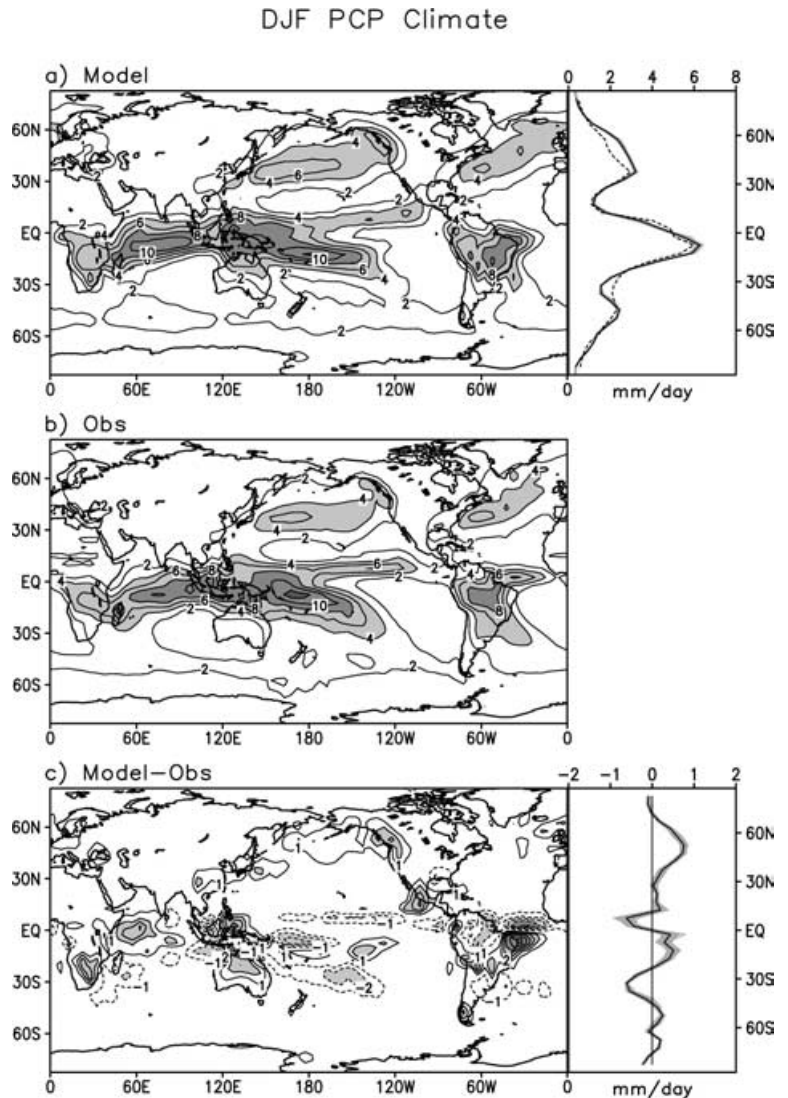 DJF PCP Climate
a) Model
0 2 4 6 8
60N
30N
EQ
30S
60S
60N
30N
EQ
30S
60S
0 60E 120E 180 120W 60W 0
mm/day
b) Obs
60N
30N
EQ
30S
60S
0 60E 120E 180 120W 60W 0
c) Model-Obs
-2 -1 0 1 2
60N
30N
EQ
30S
60S
60N
30N
EQ
30S
60S
0 60E 120E 180 120W 60W 0
mm/day